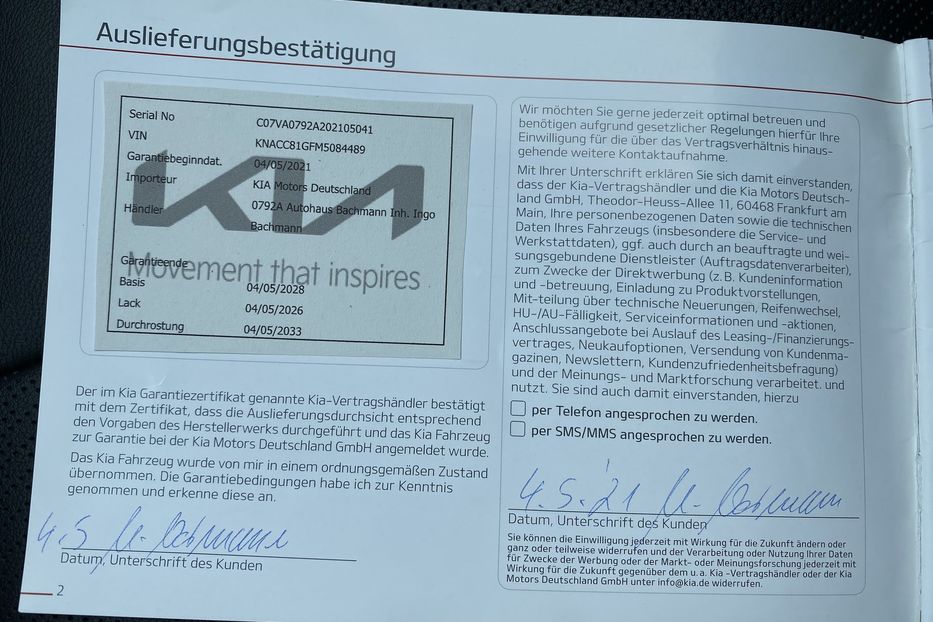 Auslieferungsbestätigung
Serial No C07VA0792A202105041
VIN KNACC81GFM5084489
Garantiebeginndat. 04/05/2021
Importeur KIA Motors Deutschland
Händler 0792A Autohaus Bachmann Inh. Ingo
Bachmann
KIA
Movement that inspires
Garantieende
Basis 04/05/2028
Lack 04/05/2026
Durchrostung 04/05/2033
Der im Kia Garantiezertifikat genannte Kia-Vertragshändler bestätigt
mit dem Zertifikat, dass die Auslieferungsdurchsicht entsprechend
den Vorgaben des Herstellerwerks durchgeführt und das Kia Fahrzeug
zur Garantie bei der Kia Motors Deutschland GmbH angemeldet wurde.
Das Kia Fahrzeug wurde von mir in einem ordnungsgemäßen Zustand
übernommen. Die Garantiebedingungen habe ich zur Kenntnis
genommen und erkenne diese an.
4.5
Datum, Unterschrift des Kunden
2
Wir möchten Sie gerne jederzeit optimal betreuen und
benötigen aufgrund gesetzlicher Regelungen hierfür Ihre
Einwilligung für die über das Vertragsverhältnis hinaus-
gehende weitere Kontaktaufnahme.
Mit Ihrer Unterschrift erklären Sie sich damit einverstanden,
dass der Kia-Vertragshändler und die Kia Motors Deutsch-
land GmbH, Theodor-Heuss-Allee 11, 60468 Frankfurt am
Main, Ihre personenbezogenen Daten sowie die technischen
Daten Ihres Fahrzeugs (insbesondere die Service- und
Werkstattdaten), ggf. auch durch an beauftragte und wei-
sungsgebundene Dienstleister (Auftragsdatenverarbeiter),
zum Zwecke der Direktwerbung (z.B. Kundeninformation
und -betreuung, Einladung zu Produktvorstellungen,
Mit-teilung über technische Neuerungen, Reifenwechsel,
HU-/AU-Fälligkeit, Serviceinformationen und -aktionen,
Anschlussangebote bei Auslauf des Leasing-/Finanzierungs-
vertrages, Neukaufoptionen, Versendung von Kundenma-
gazinen, Newslettern, Kundenzufriedenheitsbefragung)
und der Meinungs- und Marktforschung verarbeitet. und
nutzt. Sie sind auch damit einverstanden, hierzu
per Telefon angesprochen zu werden.
per SMS/MMS angesprochen zu werden.
4.5.'21
Datum, Unterschrift des Kunden
Sie können die Einwilligung jederzeit mit Wirkung für die Zukunft ändern oder
ganz oder teilweise widerrufen und der Verarbeitung oder Nutzung Ihrer Daten
für Zwecke der Werbung oder der Markt- oder Meinungsforschung jederzeit mit
Wirkung für die Zukunft gegenüber dem u. a. Kia -Vertragshändler oder der Kia
Motors Deutschland GmbH unter info@kia.de widerrufen.